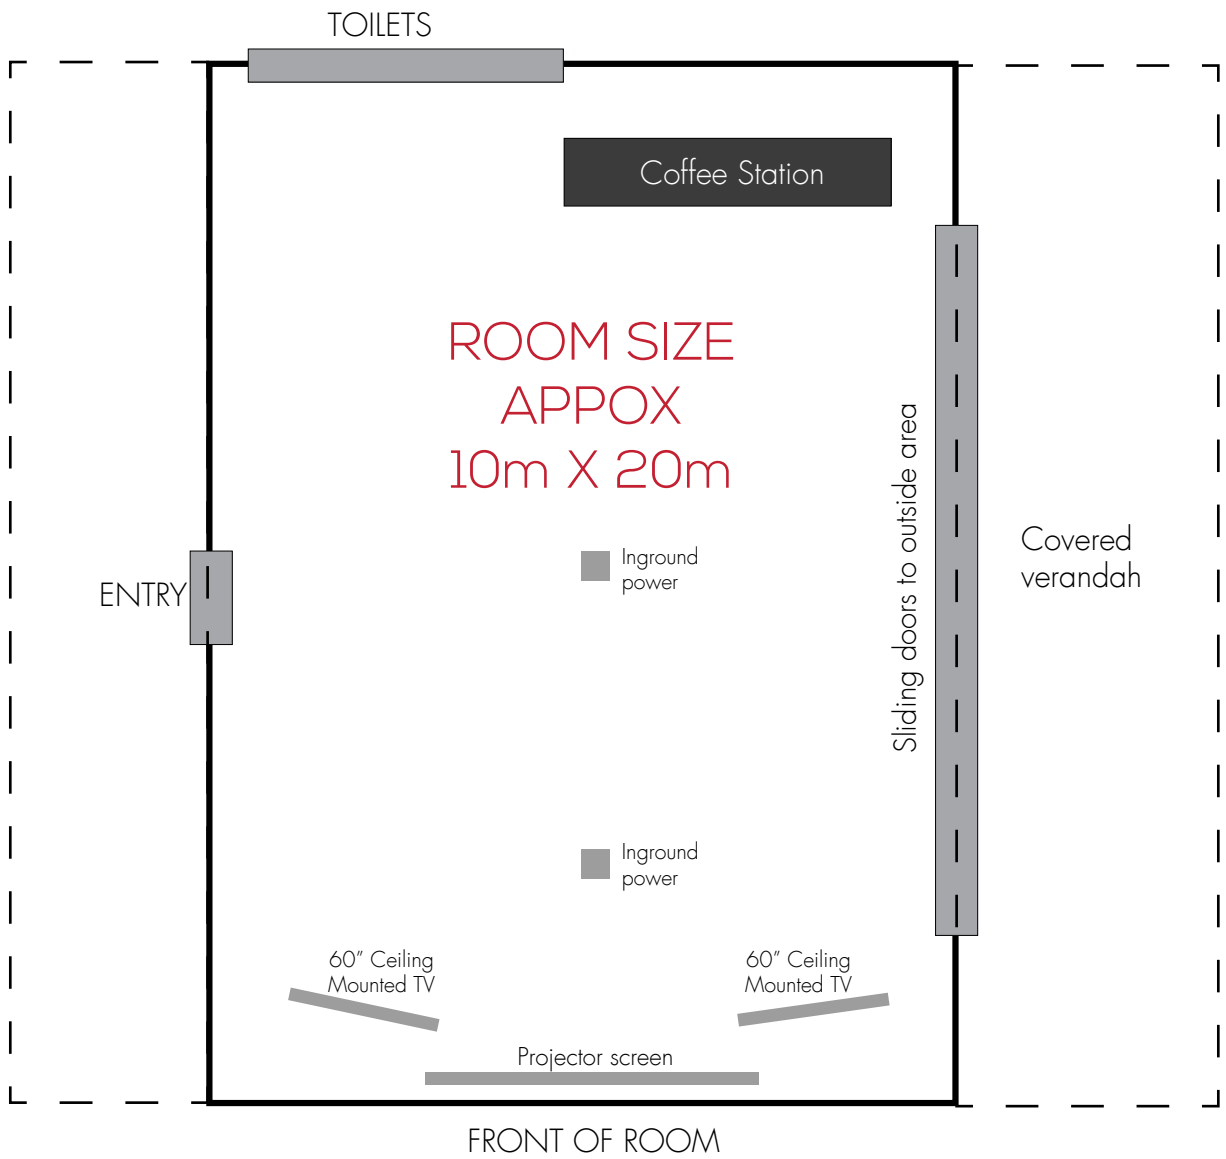 TOILETS
Coffee Station
ROOM SIZE
APPOX
10m X 20m
Sliding doors to outside area
Covered
verandah
Inground
power
ENTRY
Inground
power
60” Ceiling
Mounted TV
60” Ceiling
Mounted TV
Projector screen
FRONT OF ROOM